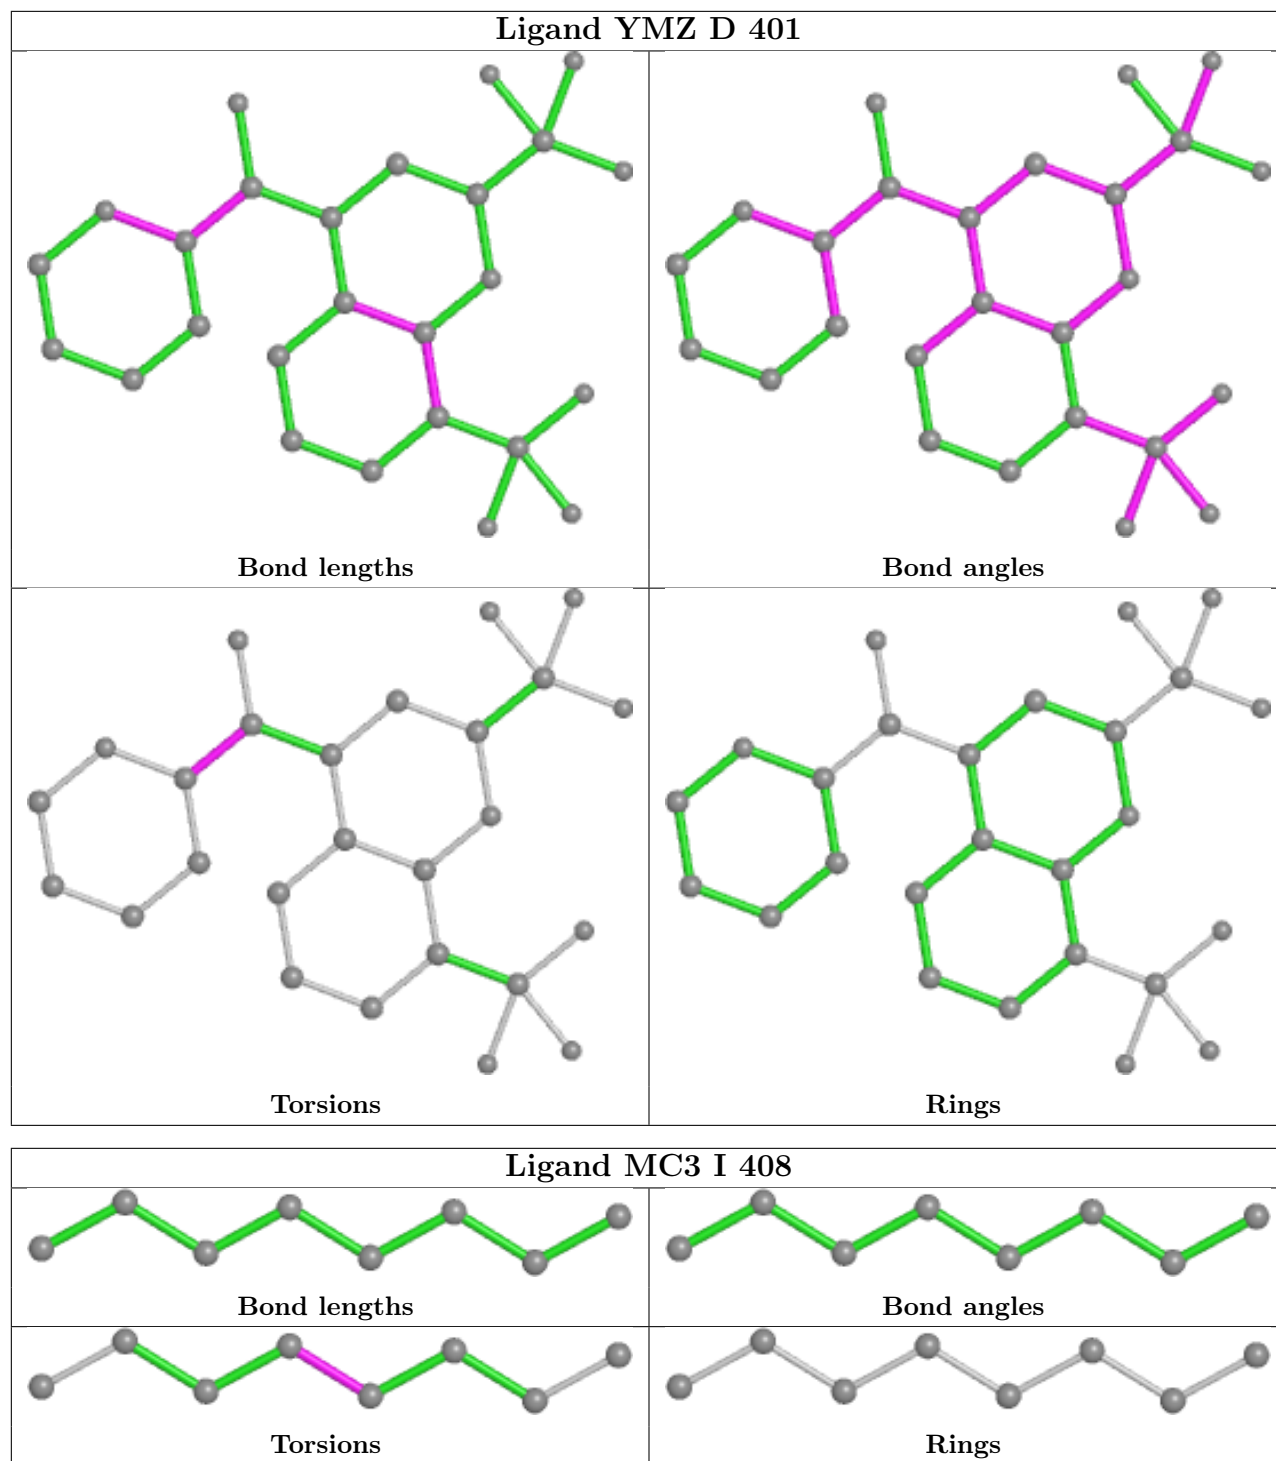 Ligand YMZ D 401
Bond lengths
Bond angles
Torsions
Rings
Ligand MC3 I 408
Bond lengths
Bond angles
Torsions
Rings